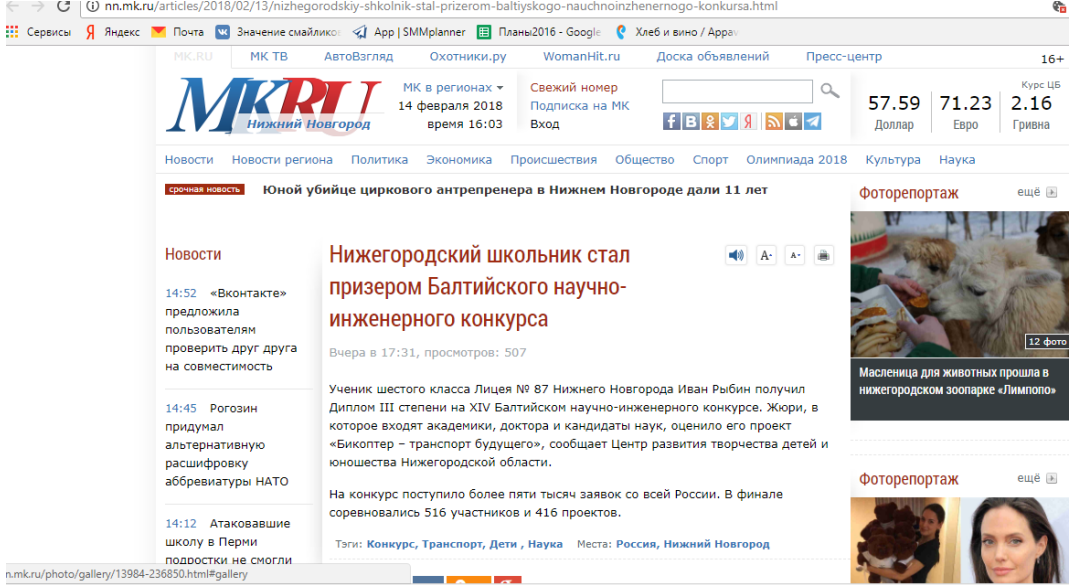 nn.mk.ru/articles/2018/02/13/nizhegorodskiy-shkolnik-stal-prizerom-baltiyskogo-nauchnoinzhenernogo-konkursa.html
Сервисы Яндекс Почта Значение смайликов App | SMMplanner Планы2016 - Google Хлеб и вино / Appav
MK.RU МК ТВ АвтоВзгляд Охотники.ру WomanHit.ru Доска объявлений Пресс-центр 16+
MKRU
Нижний Новгород
МК в регионах
14 февраля 2018
время 16:03
Свежий номер
Подписка на МК
Вход
Курс ЦБ
57.59 71.23 2.16
Доллар Евро Гривна
Новости Новости региона Политика Экономика Происшествия Общество Спорт Олимпиада 2018 Культура Наука
срочная новость Юной убийце циркового антрепренера в Нижнем Новгороде дали 11 лет
Новости
14:52 «Вконтакте»
предложила
пользователям
проверить друг друга
на совместимость
14:45 Рогозин
придумал
альтернативную
расшифровку
аббревиатуры НАТО
14:12 Атаковавшие
школу в Перми
подростки не смогли
Нижегородский школьник стал
призером Балтийского научно-
инженерного конкурса
A+ A-
Вчера в 17:31, просмотров: 507
Ученик шестого класса Лицея № 87 Нижнего Новгорода Иван Рыбин получил
Диплом III степени на XIV Балтийском научно-инженерного конкурсе. Жюри, в
которое входят академики, доктора и кандидаты наук, оценило его проект
«Бикоптер – транспорт будущего», сообщает Центр развития творчества детей и
юношества Нижегородской области.
На конкурс поступило более пяти тысяч заявок со всей России. В финале
соревновались 516 участников и 416 проектов.
Тэги: Конкурс, Транспорт, Дети , Наука Места: Россия, Нижний Новгород
Фоторепортаж ещё
12 фото
Масленица для животных прошла в
нижегородском зоопарке «Лимпопо»
Фоторепортаж ещё
n.mk.ru/photo/gallery/13984-236850.html#gallery